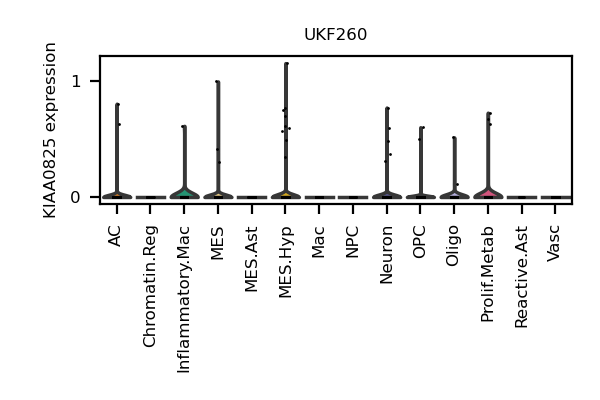 UKF260
KIAA0825 expression
1
0
AC
Chromatin.Reg
Inflammatory.Mac
MES
MES.Ast
MES.Hyp
Mac
NPC
Neuron
OPC
Oligo
Prolif.Metab
Reactive.Ast
Vasc